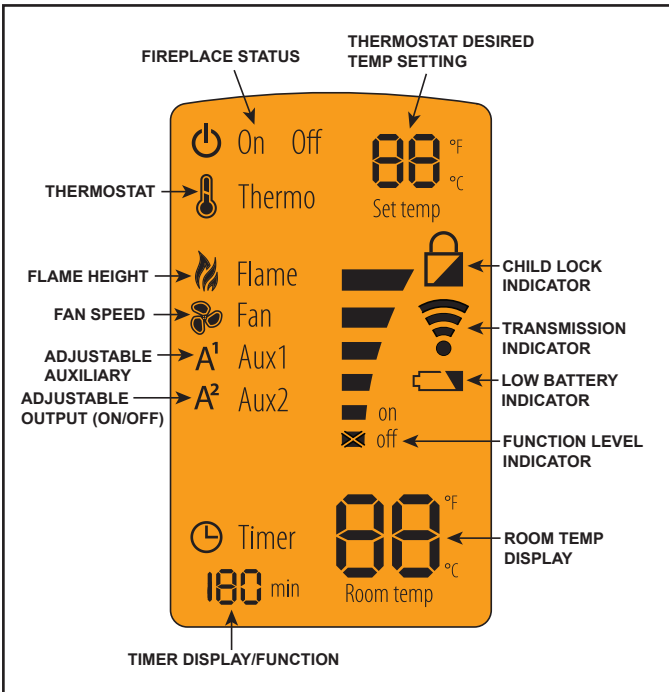 FIREPLACE STATUS
THERMOSTAT DESIRED
TEMP SETTING
On Off
88 °F
°C
Set temp
THERMOSTAT
Thermo
FLAME HEIGHT
Flame
CHILD LOCK
INDICATOR
FAN SPEED
Fan
TRANSMISSION
INDICATOR
ADJUSTABLE
AUXILIARY
A¹ Aux1
LOW BATTERY
INDICATOR
ADJUSTABLE
OUTPUT (ON/OFF)
A² Aux2
on
off
FUNCTION LEVEL
INDICATOR
Timer
180 min
88 °F
°C
Room temp
ROOM TEMP
DISPLAY
TIMER DISPLAY/FUNCTION